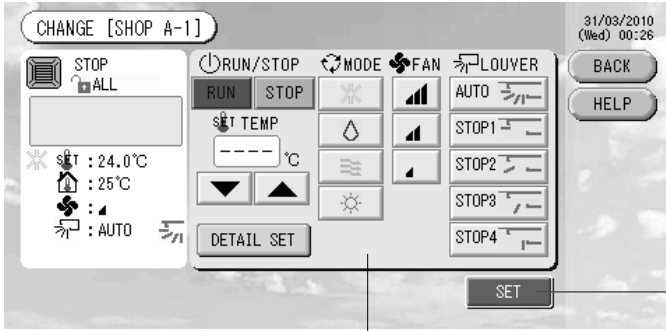 CHANGE [SHOP A-1]
31/03/2010
(Wed) 00:26
STOP
ALL
SET : 24.0℃
: 25℃
:
: AUTO
RUN/STOP
RUN STOP
SET TEMP
---- ℃
DETAIL SET
MODE
FAN
LOUVER
AUTO
STOP1
STOP2
STOP3
STOP4
BACK
HELP
SET